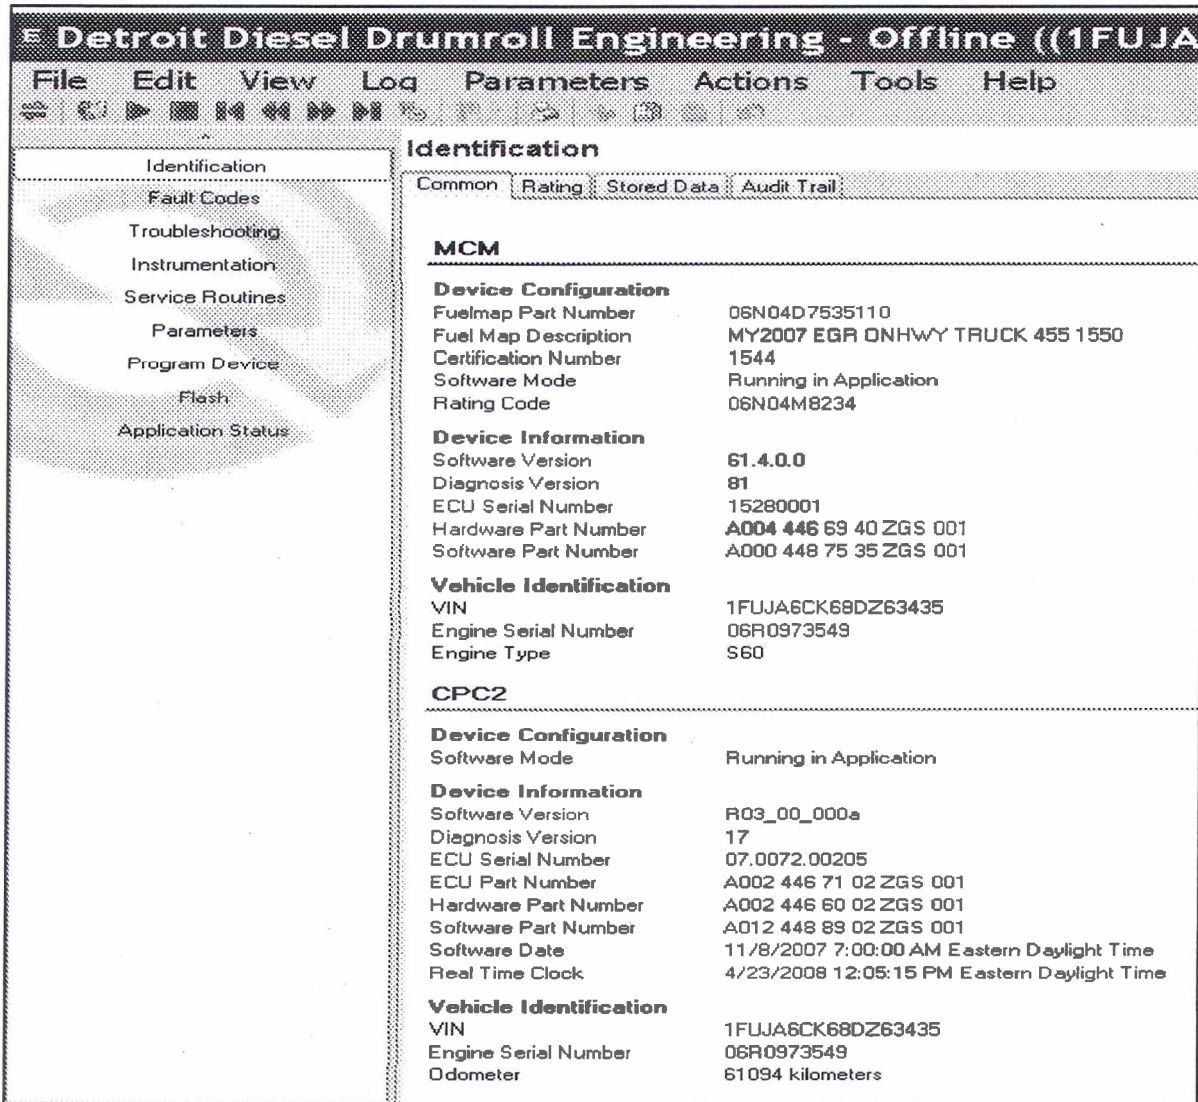 Detroit Diesel Drumroll Engineering - Offline ((1FUJA
File Edit View Log Parameters Actions Tools Help
Identification
Fault Codes
Troubleshooting
Instrumentation
Service Routines
Parameters
Program Device
Flash
Application Status
Identification
Common Rating Stored Data Audit Trail
MCM
Device Configuration
Fuelmap Part Number 06N04D7535110
Fuel Map Description MY2007 EGR ONHWY TRUCK 455 1550
Certification Number 1544
Software Mode Running in Application
Rating Code 06N04M8234
Device Information
Software Version 61.4.0.0
Diagnosis Version 81
ECU Serial Number 15280001
Hardware Part Number A004 446 69 40 ZGS 001
Software Part Number A000 448 75 35 ZGS 001
Vehicle Identification
VIN 1FUJA6CK68DZ63435
Engine Serial Number 06R0973549
Engine Type S60
CPC2
Device Configuration
Software Mode Running in Application
Device Information
Software Version R03_00_000a
Diagnosis Version 17
ECU Serial Number 07.0072.00205
ECU Part Number A002 446 71 02 ZGS 001
Hardware Part Number A002 446 60 02 ZGS 001
Software Part Number A012 448 89 02 ZGS 001
Software Date 11/8/2007 7:00:00 AM Eastern Daylight Time
Real Time Clock 4/23/2008 12:05:15 PM Eastern Daylight Time
Vehicle Identification
VIN 1FUJA6CK68DZ63435
Engine Serial Number 06R0973549
Odometer 61094 kilometers